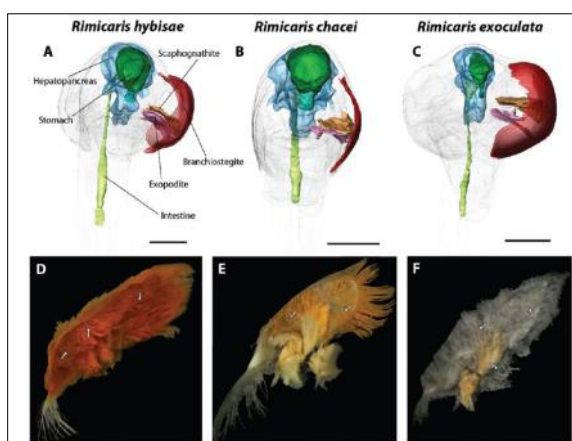 Rimicaris hybisae Rimicaris chacei Rimicaris exoculata
A B C
Scaphognathite
Hepatopancreas
Stomach
Branchiostegite
Exopodite
Intestine
D E F